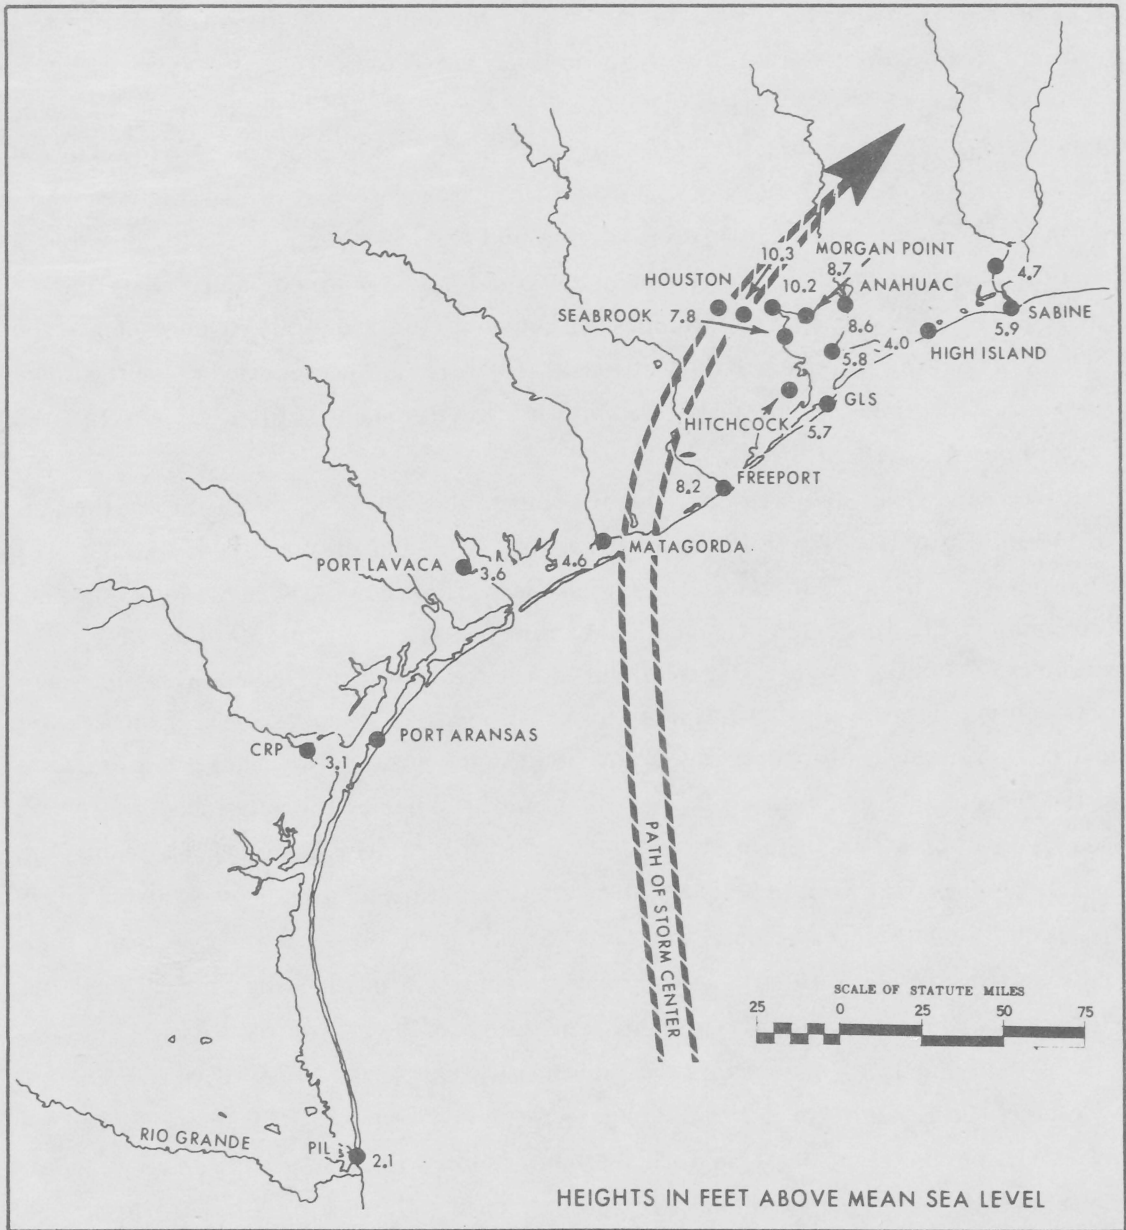 10.3
MORGAN POINT
HOUSTON
8.7
4.7
10.2
ANAHUAC
SEABROOK 7.8
SABINE
8.6
5.9
4.0
HIGH ISLAND
5.8
GLS
HITCHCOCK
5.7
FREEPORT
8.2
MATAGORDA
4.6
PORT LAVACA
3.6
PORT ARANSAS
CRP
3.1
PATH OF STORM CENTER
SCALE OF STATUTE MILES
25 0 25 50 75
RIO GRANDE
PIL
2.1
HEIGHTS IN FEET ABOVE MEAN SEA LEVEL